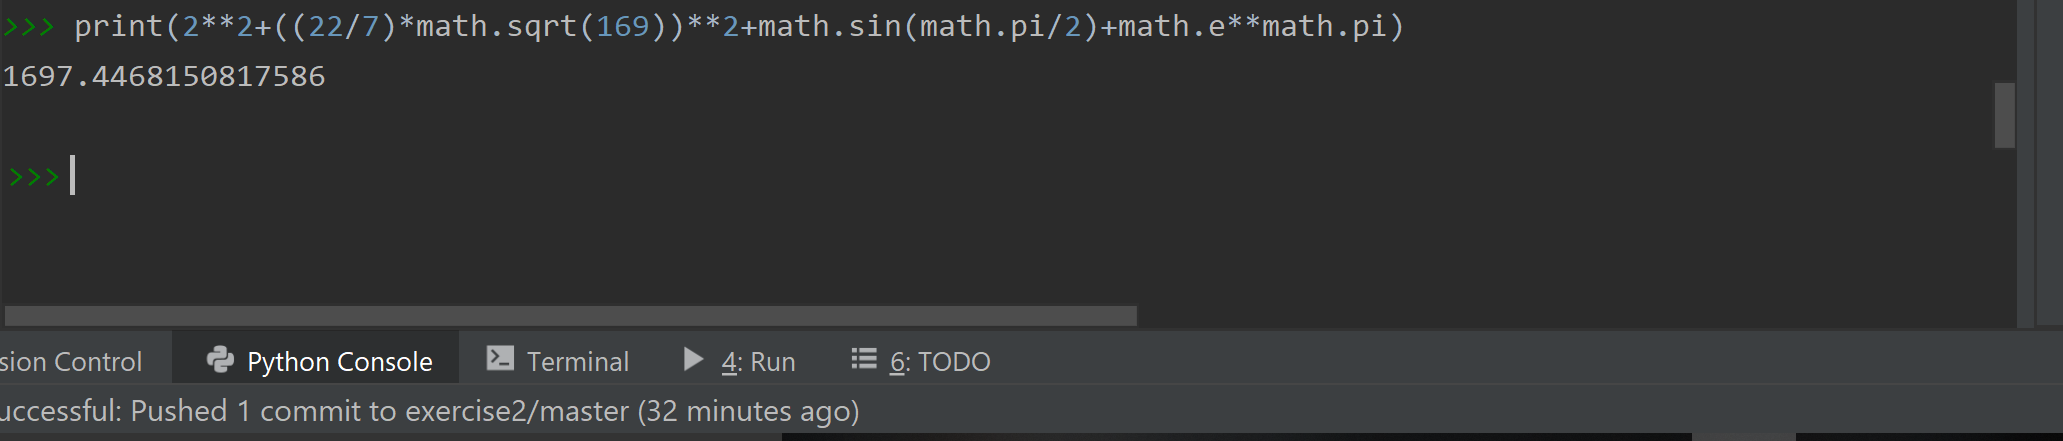 >>> print(2**2+((22/7)*math.sqrt(169))**2+math.sin(math.pi/2)+math.e**math.pi)
1697.4468150817586
>>>
sion Control Python Console Terminal 4: Run 6: TODO
uccessful: Pushed 1 commit to exercise2/master (32 minutes ago)